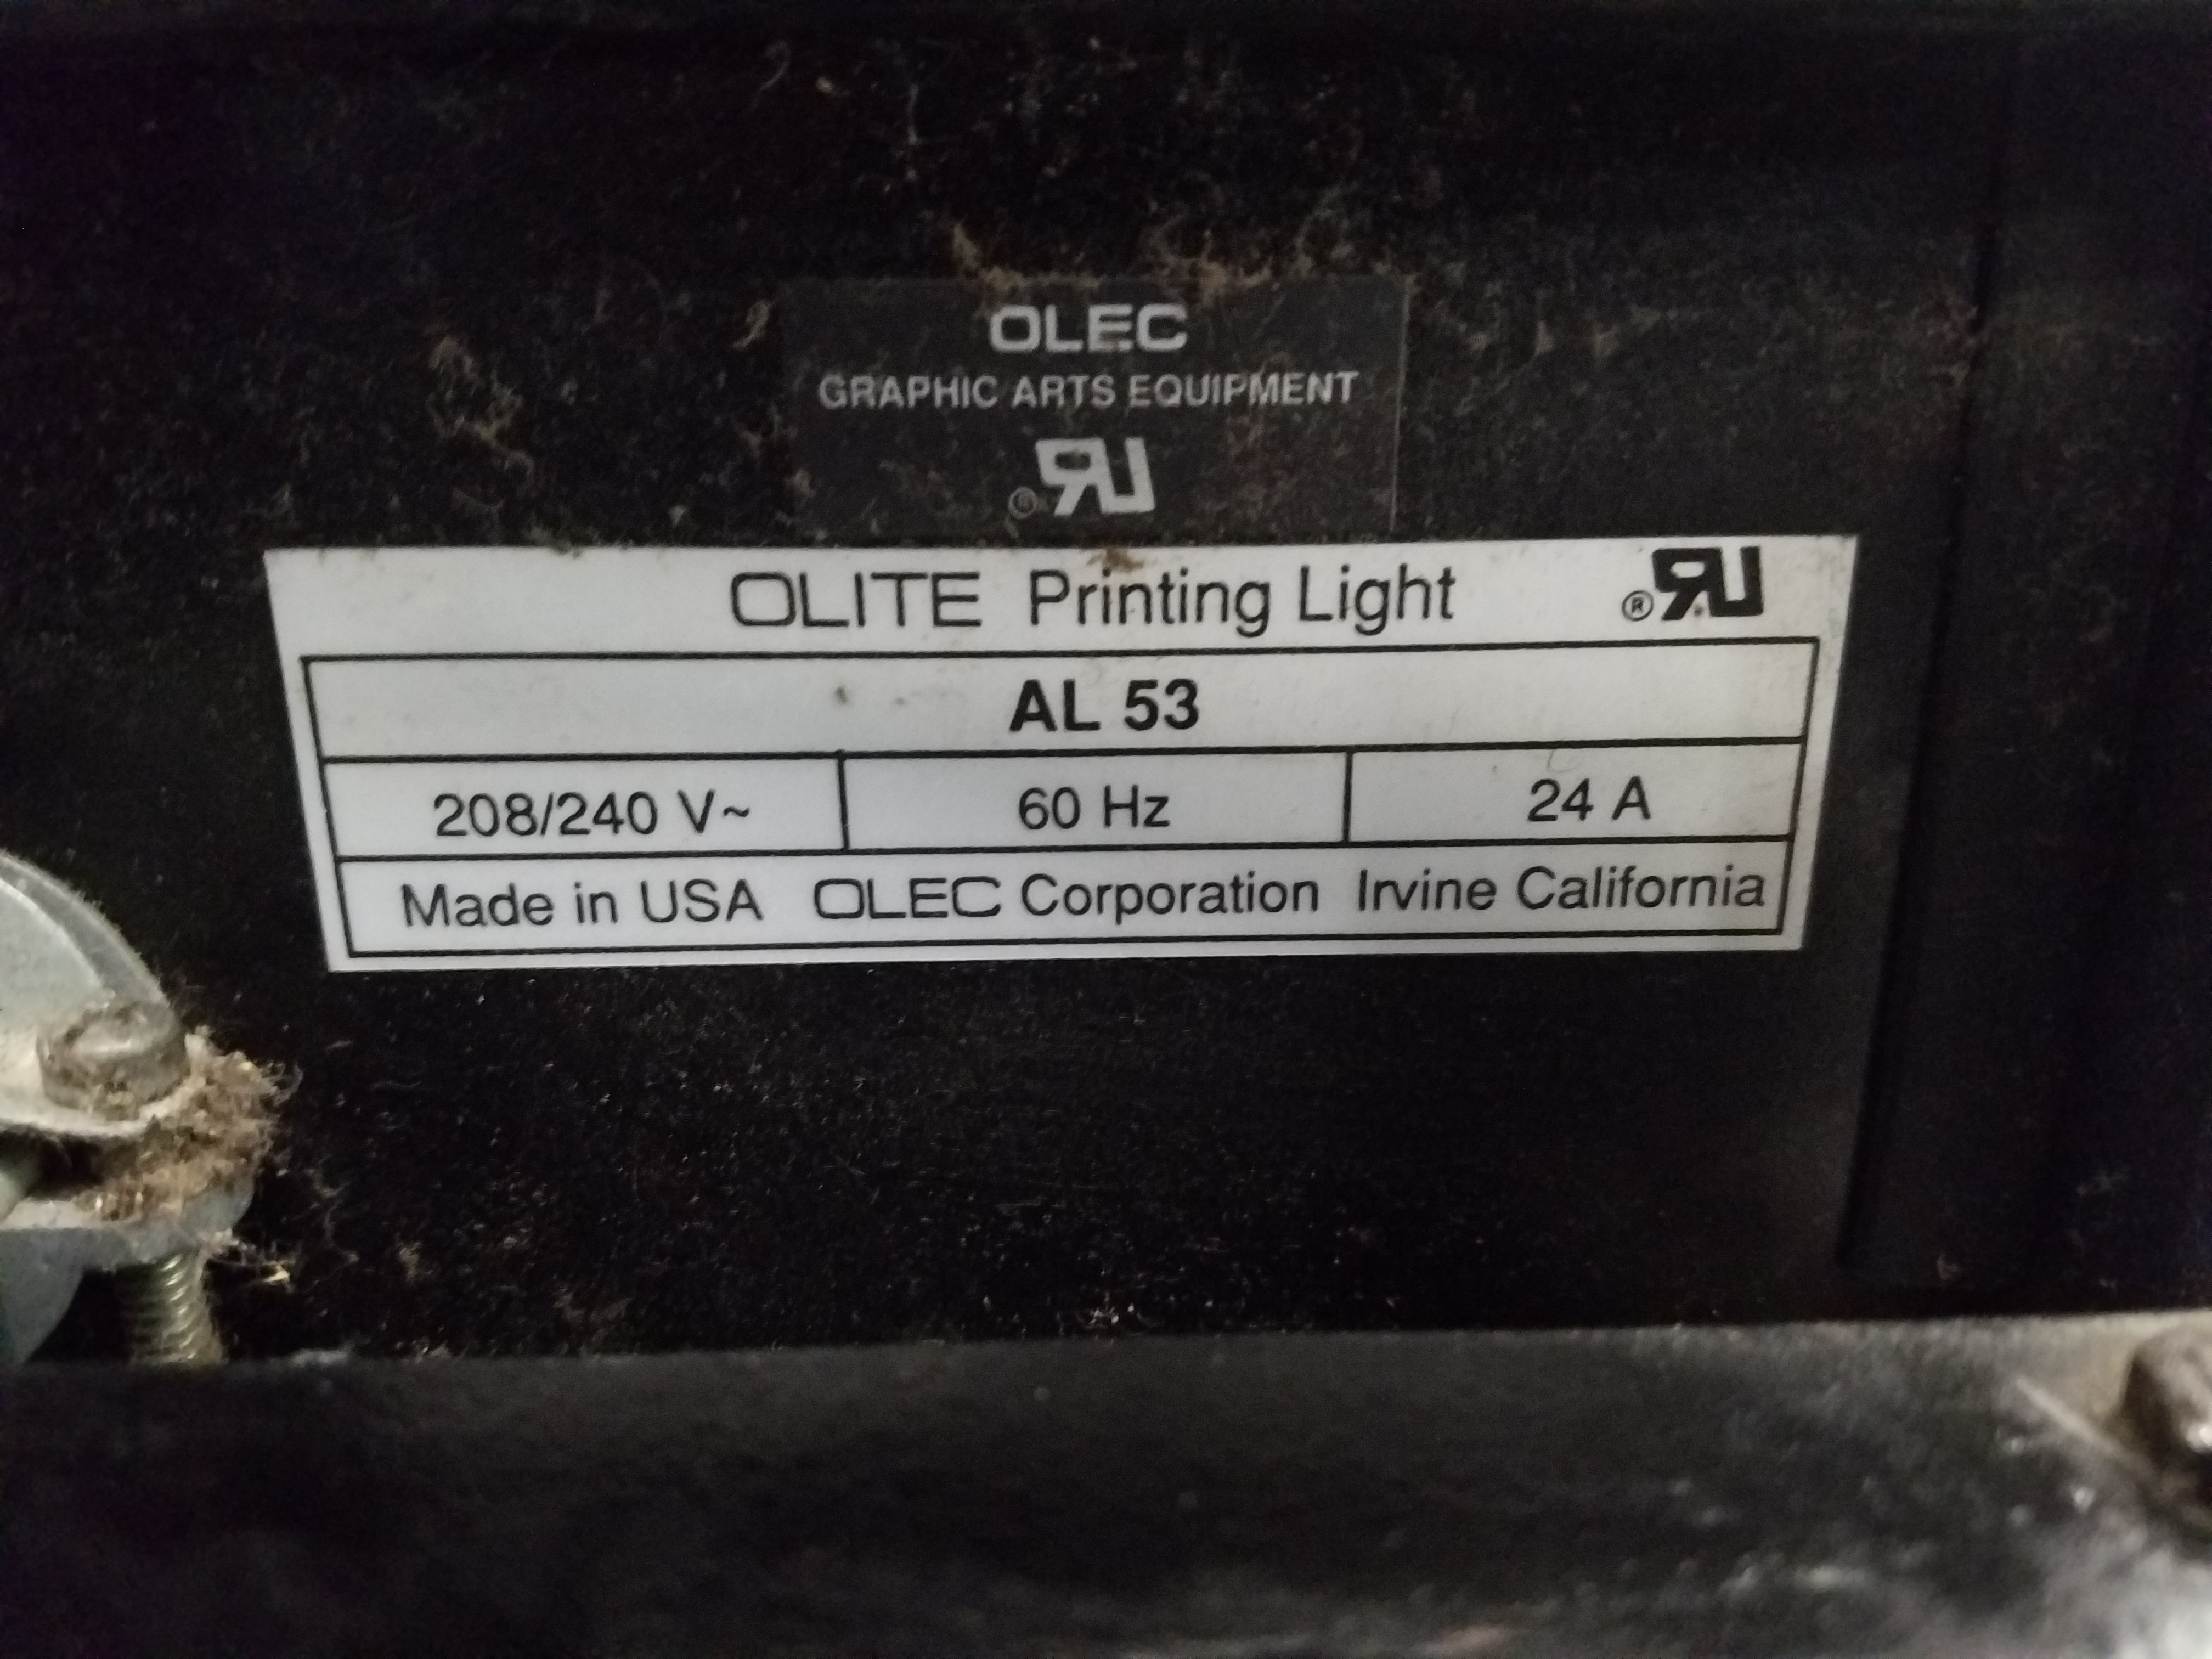 OLEC
GRAPHIC ARTS EQUIPMENT
®
OLITE Printing Light ®
AL 53
208/240 V~ 60 Hz 24 A
Made in USA OLEC Corporation Irvine California